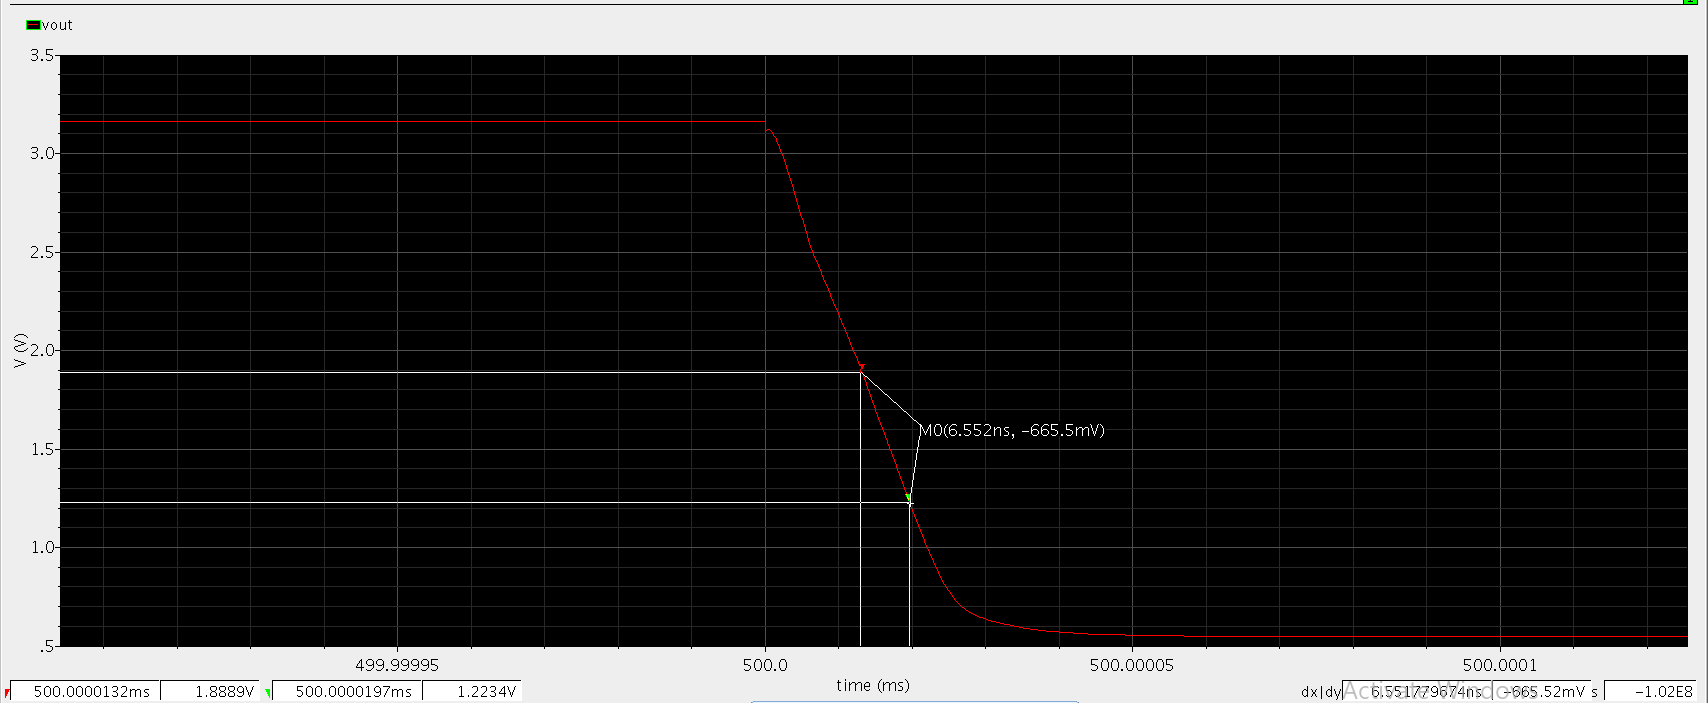 vout
3.5
3.0
2.5
2.0
1.5
1.0
.5
V (V)
M0(6.552ns, -665.5mV)
499.99995
500.0
500.00005
500.0001
time (ms)
500.0000132ms 1.8889V 500.0000197ms 1.2234V dx|dy 6.551779674ns -665.52mV s -1.02E8
Activate Windows